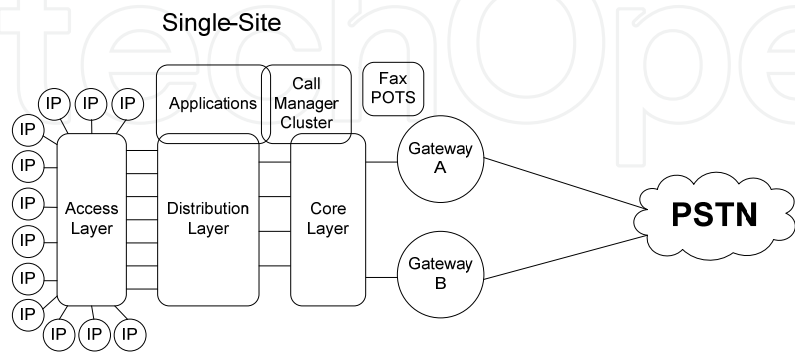 Single-Site
techOpe
Applications
Call
Manager
Cluster
Fax
POTS
IP
IP
IP
IP
IP
IP
IP
IP
IP
IP
IP
IP
Access
Layer
Distribution
Layer
Core
Layer
Gateway
A
Gateway
B
PSTN